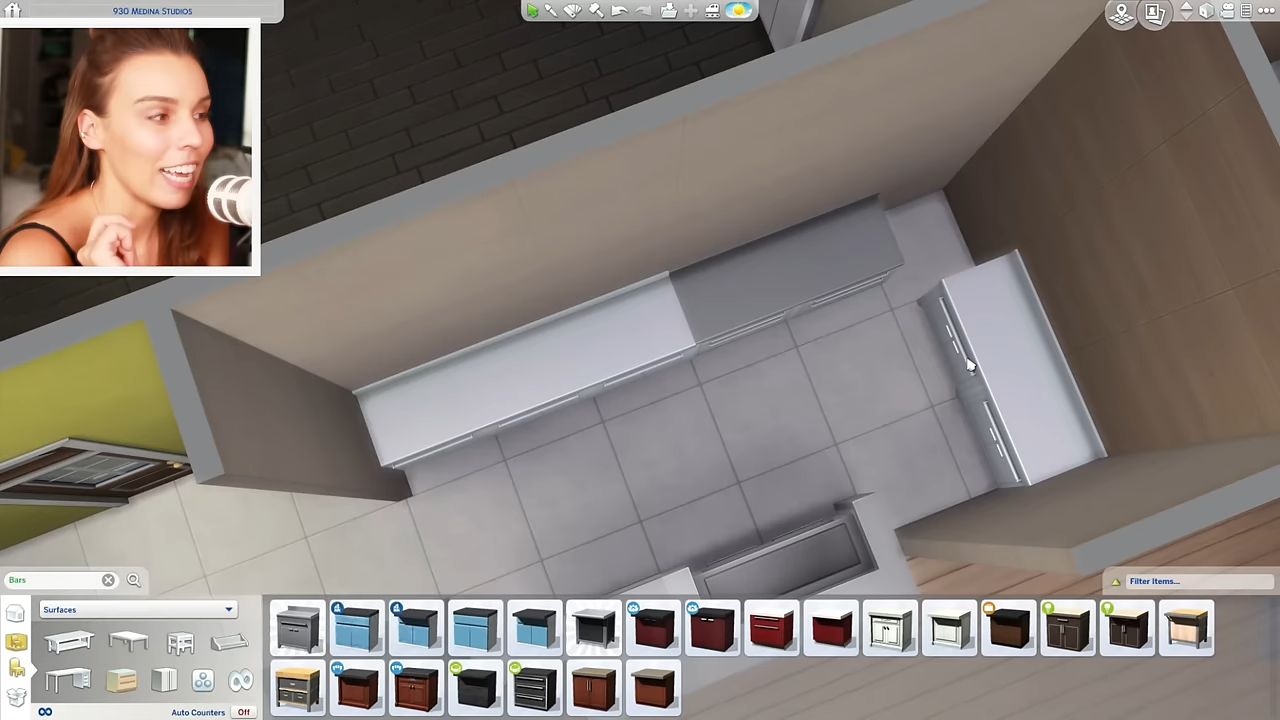 930 Medina Studios
Bars
Filter Items...
Surfaces
Auto Counters Off